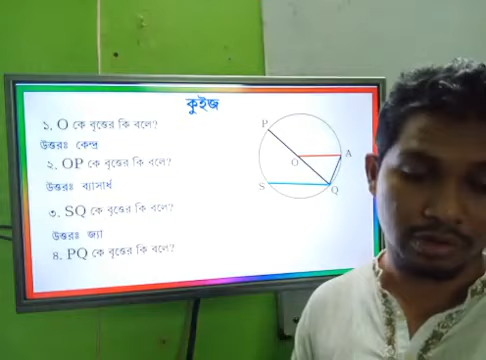 কুইজ
১. O কে বৃত্তের কি বলে?
উত্তরঃ কেন্দ্র
২. OP কে বৃত্তের কি বলে?
উত্তরঃ ব্যাসার্ধ
৩. SQ কে বৃত্তের কি বলে?
উত্তরঃ জ্যা
৪. PQ কে বৃত্তের কি বলে?
P
O
A
S
Q